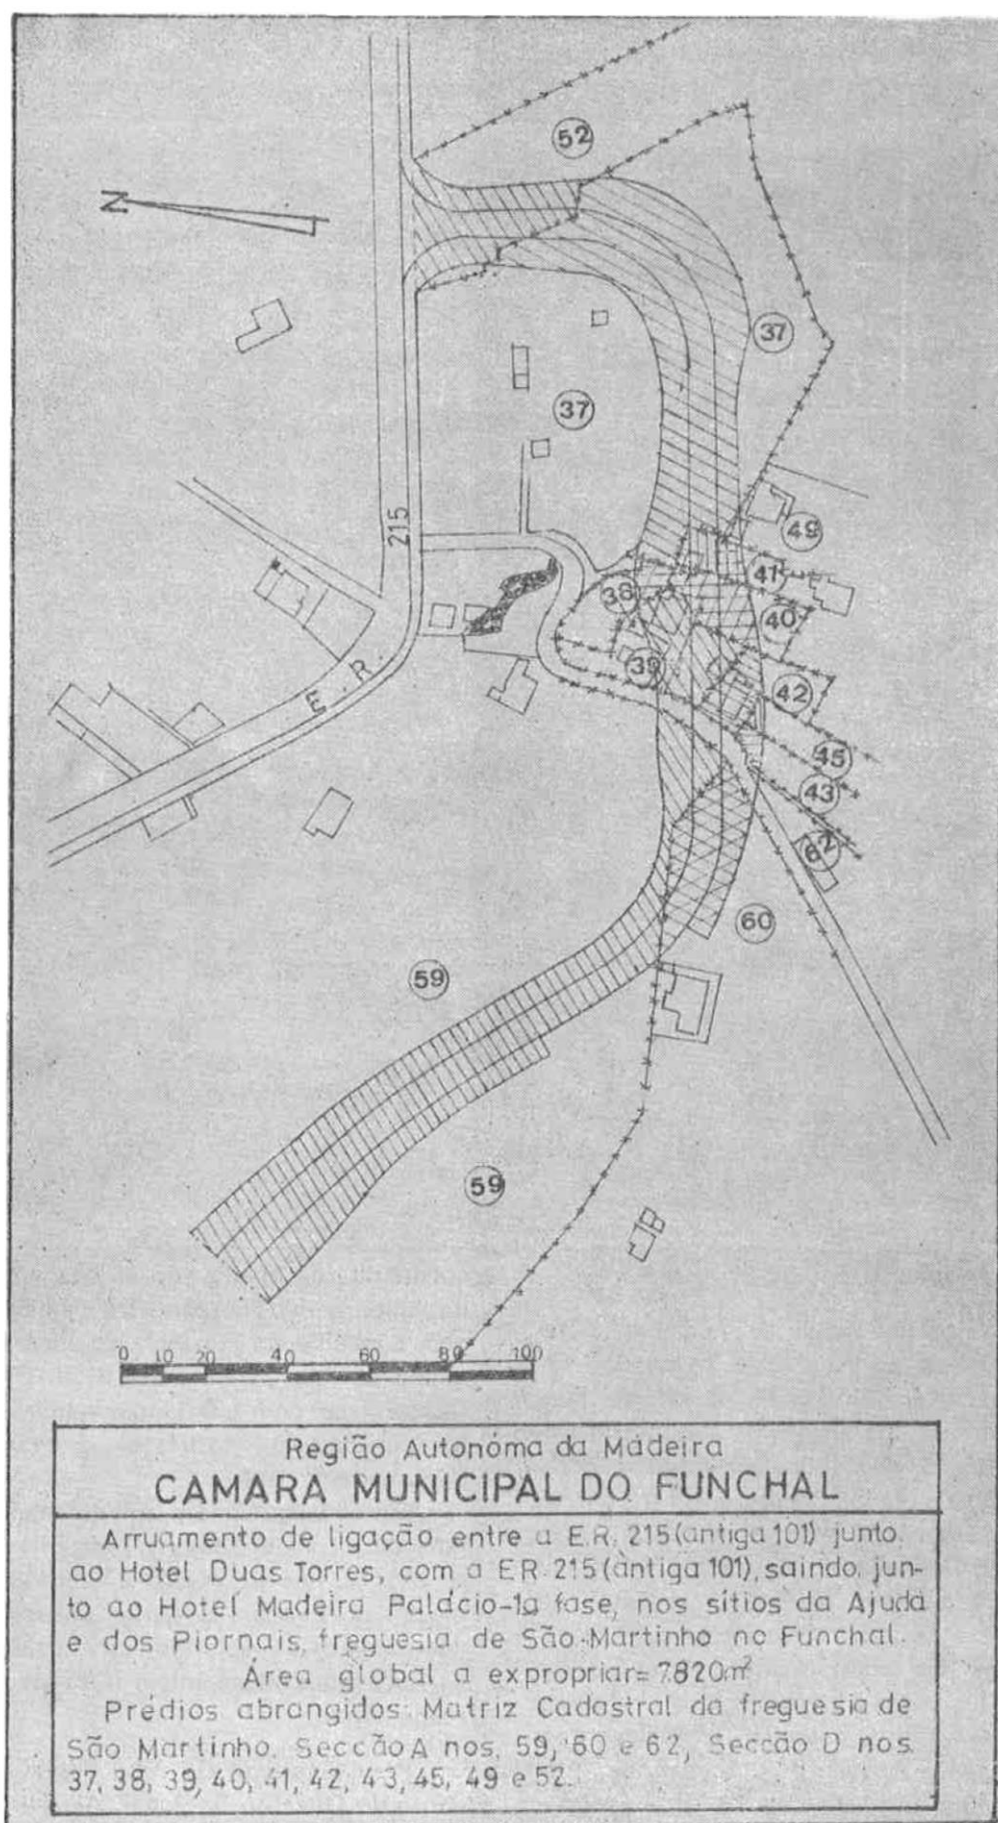 52
N
37
37
215
49
41
38
40
39
42
E.R.
45
43
62
60
59
59
0 10 20 40 60 80 100
Região Autonóma da Madeira
CAMARA MUNICIPAL DO FUNCHAL
Arruamento de ligação entre a E.R. 215 (antiga 101) junto
ao Hotel Duas Torres, com a E R 215 (antiga 101), saindo jun-
to ao Hotel Madeira Palácio-1a fase, nos sítios da Ajuda
e dos Piornais, freguesia de São Martinho no Funchal.
Área global a expropriar= 7.820m²
Prédios abrangidos: Matriz Cadastral da freguesia de
São Martinho. Seccão A nos. 59, 60 e 62, Seccão D nos.
37, 38, 39, 40, 41, 42, 43, 45, 49 e 52.